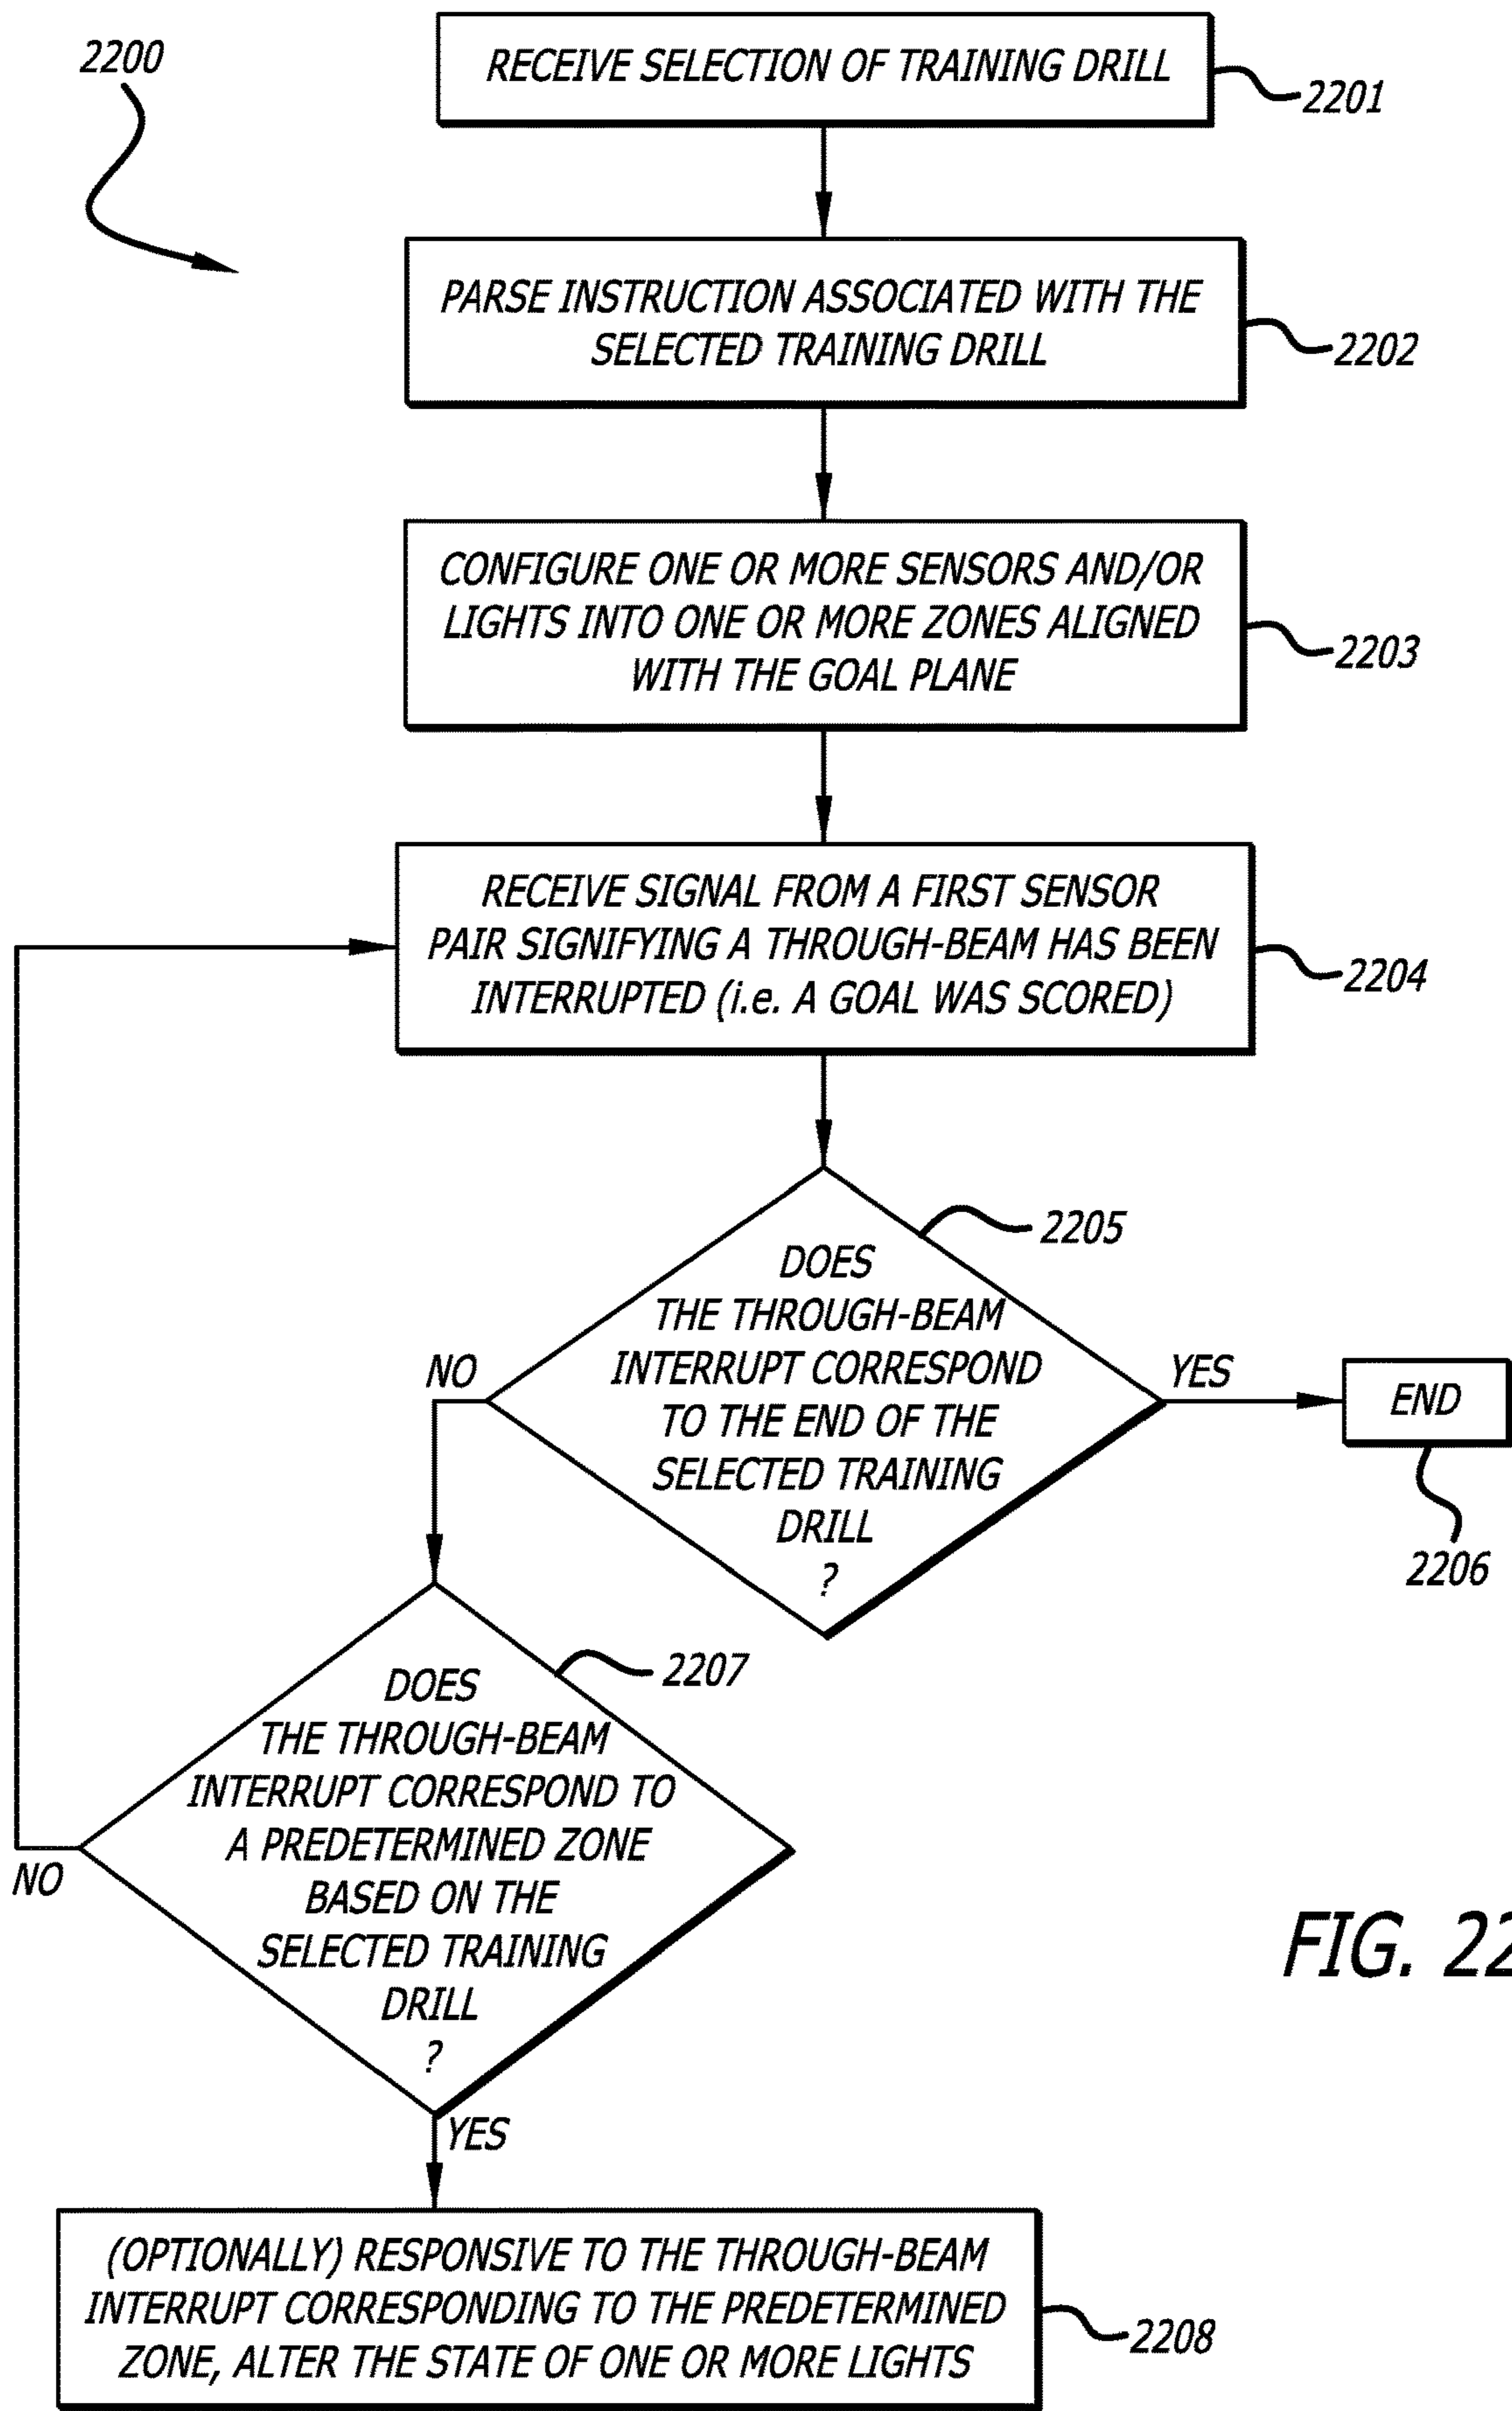 2200
RECEIVE SELECTION OF TRAINING DRILL
2201
PARSE INSTRUCTION ASSOCIATED WITH THE
SELECTED TRAINING DRILL
2202
CONFIGURE ONE OR MORE SENSORS AND/OR
LIGHTS INTO ONE OR MORE ZONES ALIGNED
WITH THE GOAL PLANE
2203
RECEIVE SIGNAL FROM A FIRST SENSOR
PAIR SIGNIFYING A THROUGH-BEAM HAS BEEN
INTERRUPTED (i.e. A GOAL WAS SCORED)
2204
DOES
THE THROUGH-BEAM
INTERRUPT CORRESPOND
TO THE END OF THE
SELECTED TRAINING
DRILL
?
2205
NO
YES
END
2206
DOES
THE THROUGH-BEAM
INTERRUPT CORRESPOND TO
A PREDETERMINED ZONE
BASED ON THE
SELECTED TRAINING
DRILL
?
2207
NO
YES
(OPTIONALLY) RESPONSIVE TO THE THROUGH-BEAM
INTERRUPT CORRESPONDING TO THE PREDETERMINED
ZONE, ALTER THE STATE OF ONE OR MORE LIGHTS
2208
FIG. 22